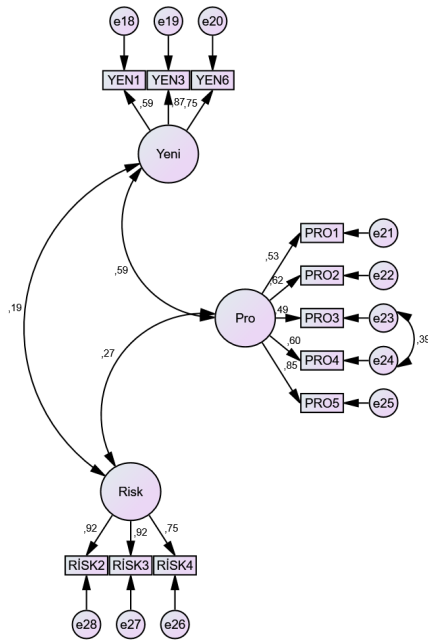 e18 e19 e20
YEN1 YEN3 YEN6
,59 ,87 ,75
Yeni
,59
,19
PRO1 e21
,53
PRO2 e22
,62
PRO3 e23
,49
Pro
,39
PRO4 e24
,60
,85
PRO5 e25
,27
Risk
,92 ,92 ,75
RİSK2 RİSK3 RİSK4
e28 e27 e26